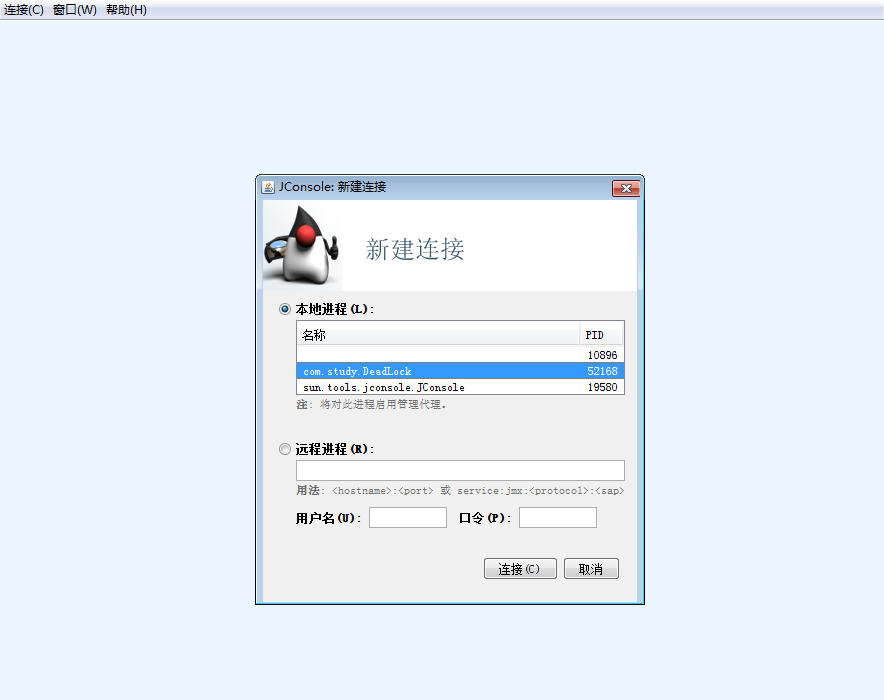 连接(C) 窗口(W) 帮助(H)
JConsole: 新建连接
新建连接
本地进程(L):
名称 PID
10896
com.study.DeadLock 52168
sun.tools.jconsole.JConsole 19580
注: 将对此进程启用管理代理。
远程进程(R):
用法: <hostname>:<port> 或 service:jmx:<protocol>:<sap>
用户名(U): 口令(P):
连接(C) 取消